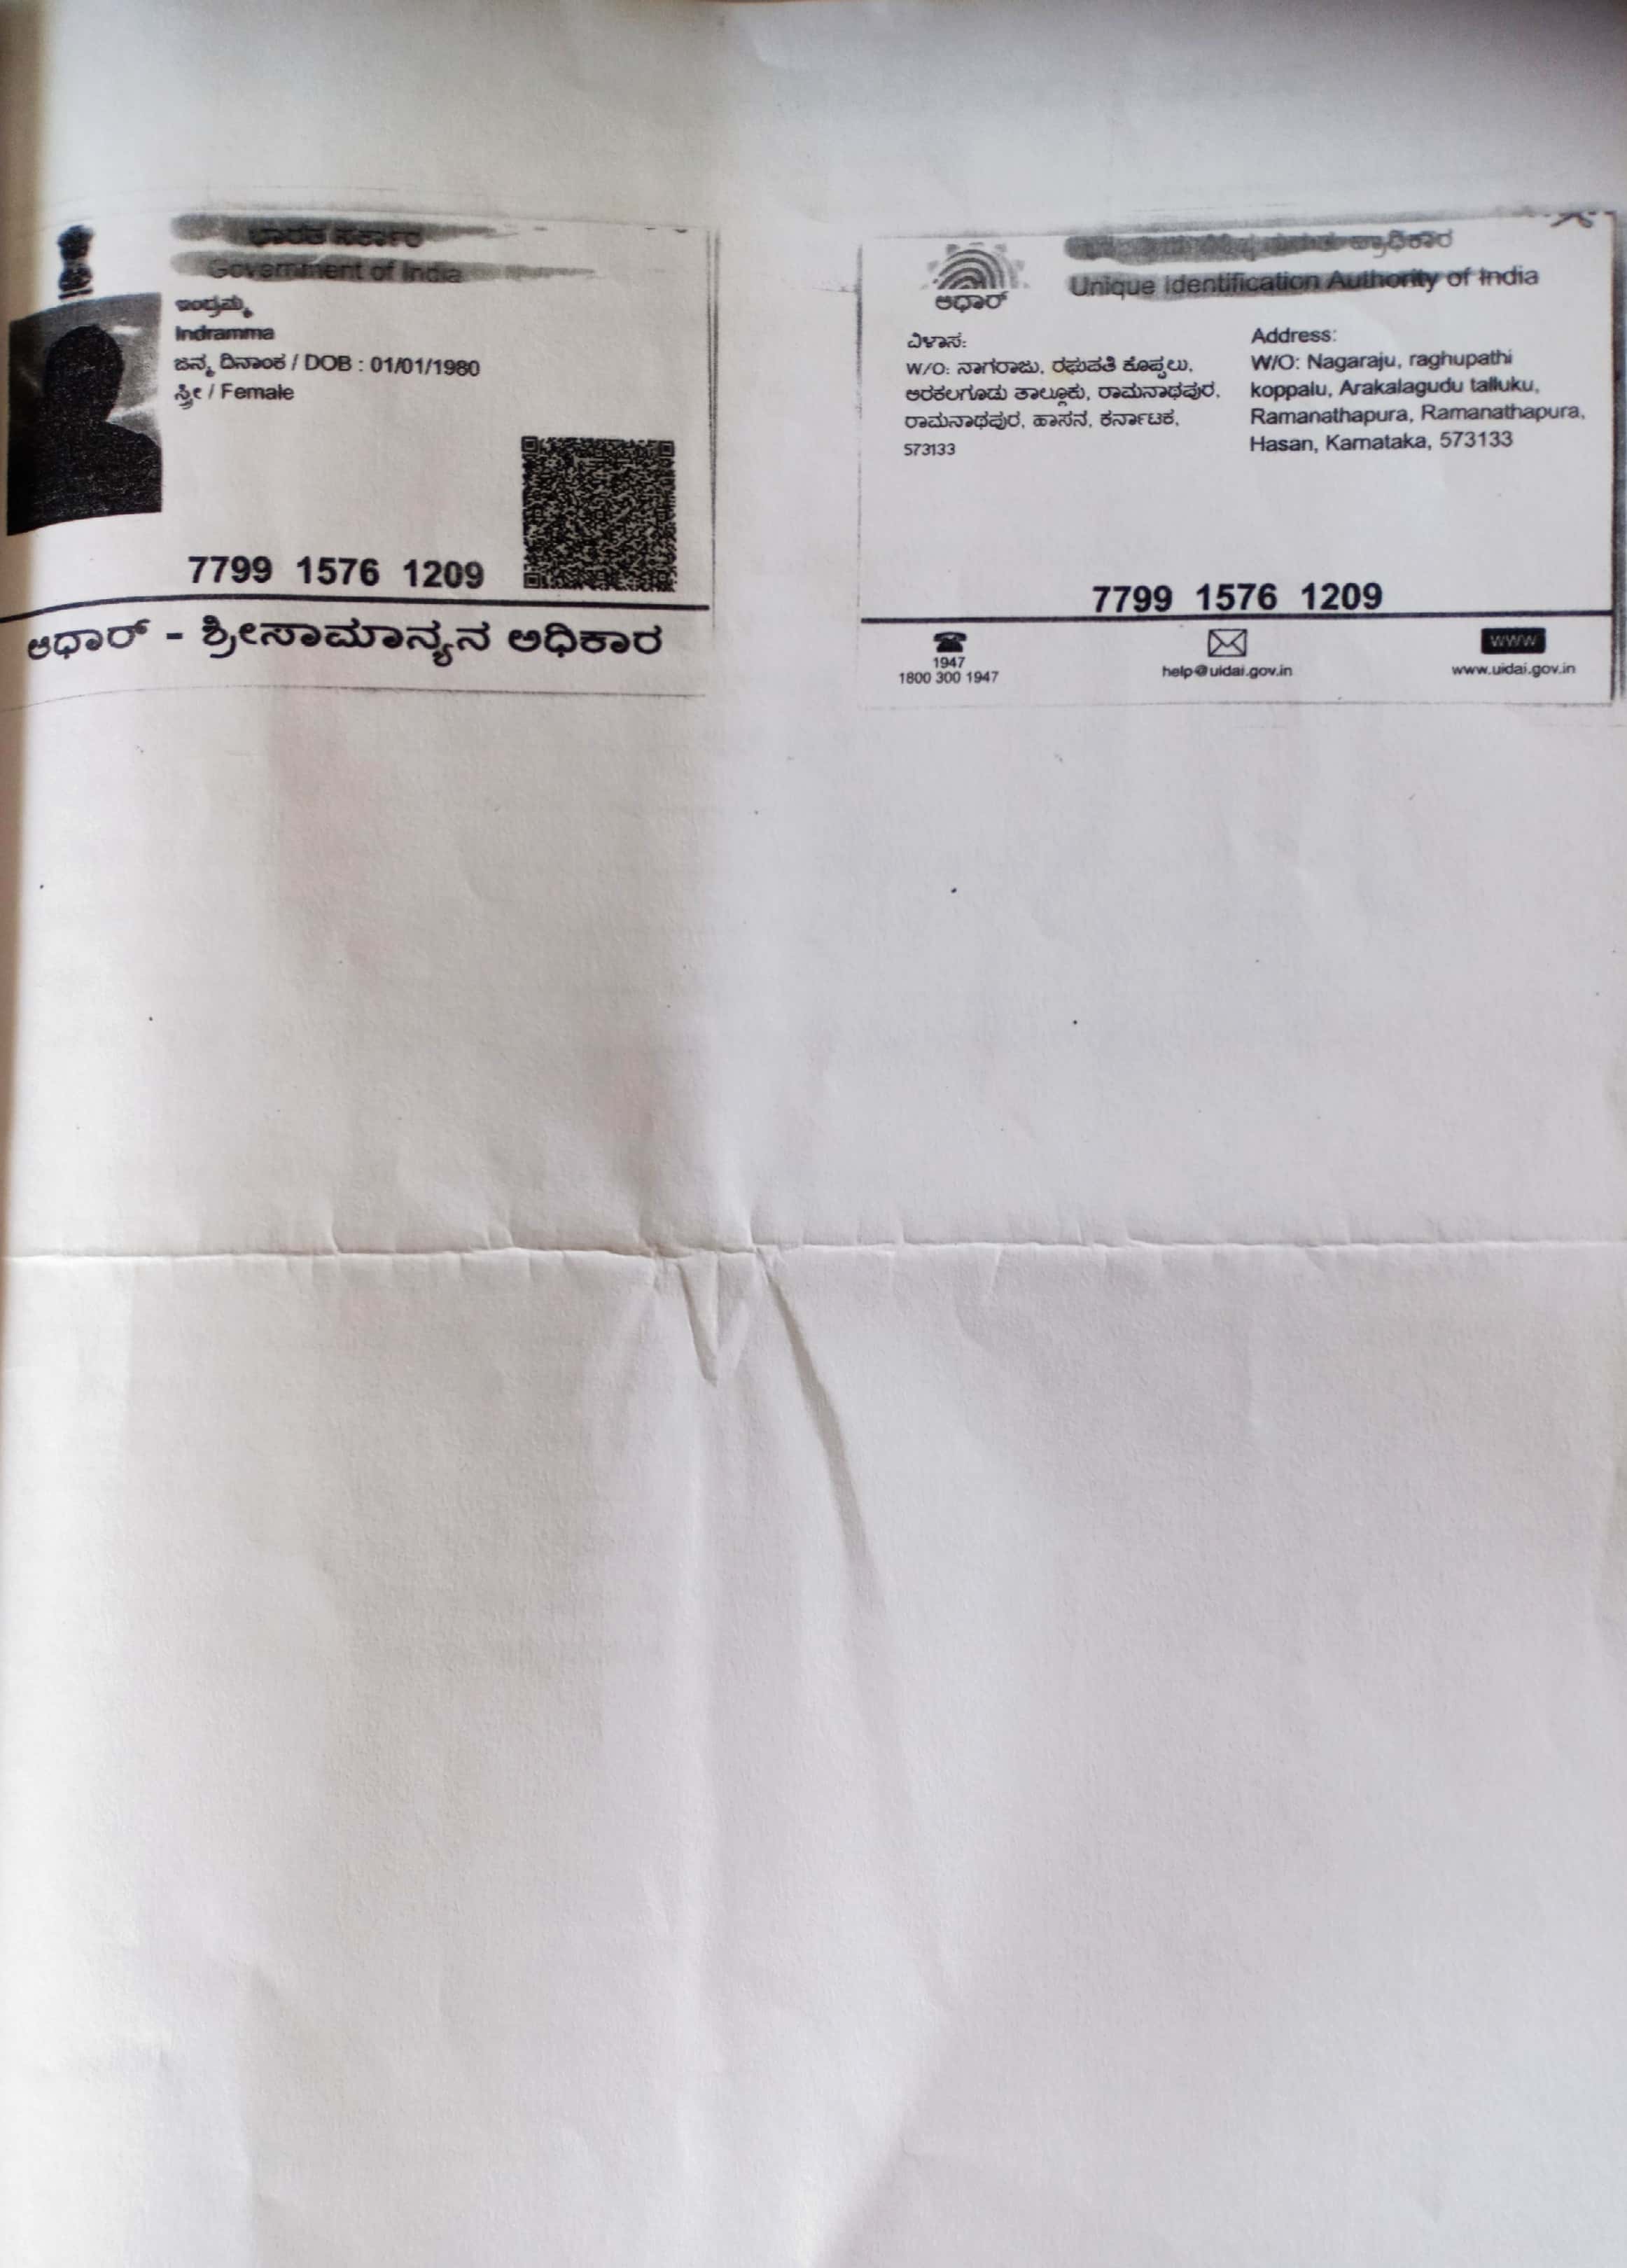 ಭಾರತ ಸರ್ಕಾರ
Government of India
ಇಂದ್ರಮ್ಮ
Indramma
ಜನ್ಮ ದಿನಾಂಕ / DOB : 01/01/1980
ಸ್ತ್ರೀ / Female
7799 1576 1209
ಆಧಾರ್ - ಶ್ರೀಸಾಮಾನ್ಯನ ಅಧಿಕಾರ
ಪ್ರಾಧಿಕಾರ
Unique Identification Authority of India
ಆಧಾರ್
ವಿಳಾಸ:
W/O: ನಾಗರಾಜು, ರಘುಪತಿ ಕೊಪ್ಪಲು,
ಅರಕಲಗೂಡು ತಾಲ್ಲೂಕು, ರಾಮನಾಥಪುರ,
ರಾಮನಾಥಪುರ, ಹಾಸನ, ಕರ್ನಾಟಕ,
573133
Address:
W/O: Nagaraju, raghupathi
koppalu, Arakalagudu talluku,
Ramanathapura, Ramanathapura,
Hasan, Karnataka, 573133
7799 1576 1209
1947
1800 300 1947
help@uidai.gov.in
www
www.uidai.gov.in